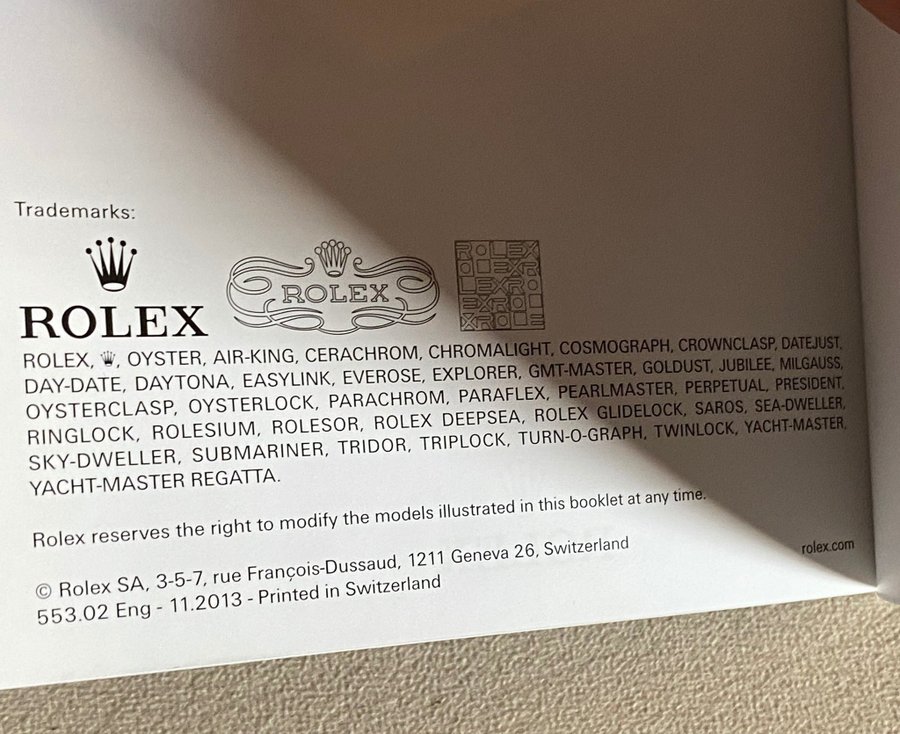 Trademarks:
ROLEX
ROLEX
ROLEX
OLEXR
LEXRO
EXROL
XROLE
ROLEX, , OYSTER, AIR-KING, CERACHROM, CHROMALIGHT, COSMOGRAPH, CROWNCLASP, DATEJUST,
DAY-DATE, DAYTONA, EASYLINK, EVEROSE, EXPLORER, GMT-MASTER, GOLDUST, JUBILEE, MILGAUSS,
OYSTERCLASP, OYSTERLOCK, PARACHROM, PARAFLEX, PEARLMASTER, PERPETUAL, PRESIDENT,
RINGLOCK, ROLESIUM, ROLESOR, ROLEX DEEPSEA, ROLEX GLIDELOCK, SAROS, SEA-DWELLER,
SKY-DWELLER, SUBMARINER, TRIDOR, TRIPLOCK, TURN-O-GRAPH, TWINLOCK, YACHT-MASTER,
YACHT-MASTER REGATTA.
Rolex reserves the right to modify the models illustrated in this booklet at any time.
rolex.com
© Rolex SA, 3-5-7, rue François-Dussaud, 1211 Geneva 26, Switzerland
553.02 Eng - 11.2013 - Printed in Switzerland